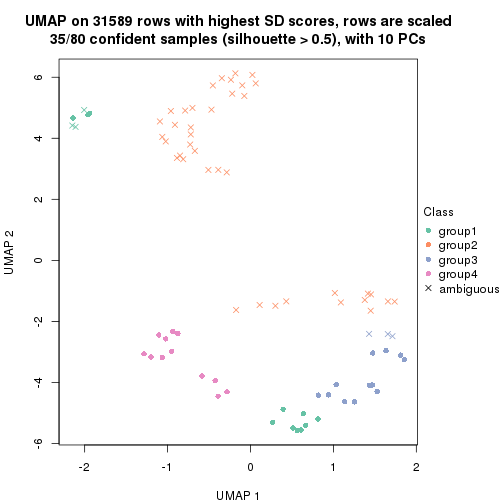 UMAP on 31589 rows with highest SD scores, rows are scaled
35/80 confident samples (silhouette > 0.5), with 10 PCs
6
4
2
0
-2
-4
-6
UMAP 2
-2
-1
0
1
2
UMAP 1
Class
group1
group2
group3
group4
ambiguous